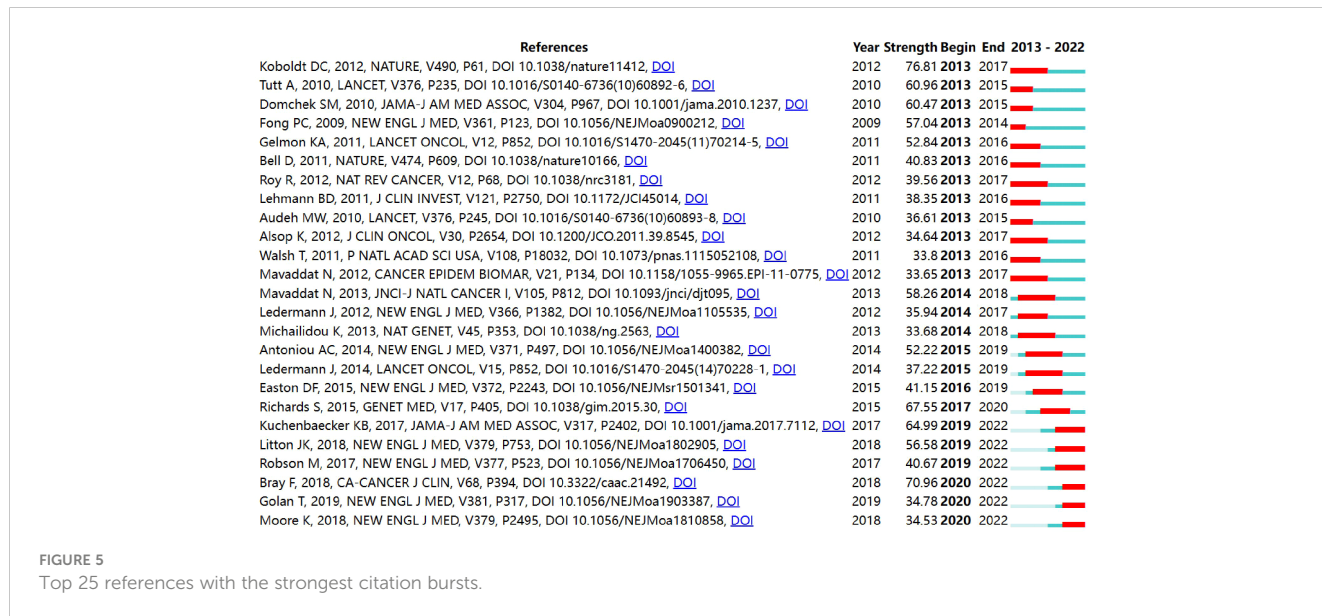 References Year Strength Begin End 2013 - 2022
Koboldt DC, 2012, NATURE, V490, P61, DOI 10.1038/nature11412, DOI 2012 76.81 2013 2017
Tutt A, 2010, LANCET, V376, P235, DOI 10.1016/S0140-6736(10)60892-6, DOI 2010 60.96 2013 2015
Domchek SM, 2010, JAMA-J AM MED ASSOC, V304, P967, DOI 10.1001/jama.2010.1237, DOI 2010 60.47 2013 2015
Fong PC, 2009, NEW ENGL J MED, V361, P123, DOI 10.1056/NEJMoa0900212, DOI 2009 57.04 2013 2014
Gelmon KA, 2011, LANCET ONCOL, V12, P852, DOI 10.1016/S1470-2045(11)70214-5, DOI 2011 52.84 2013 2016
Bell D, 2011, NATURE, V474, P609, DOI 10.1038/nature10166, DOI 2011 40.83 2013 2016
Roy R, 2012, NAT REV CANCER, V12, P68, DOI 10.1038/nrc3181, DOI 2012 39.56 2013 2017
Lehmann BD, 2011, J CLIN INVEST, V121, P2750, DOI 10.1172/JCI45014, DOI 2011 38.35 2013 2016
Audeh MW, 2010, LANCET, V376, P245, DOI 10.1016/S0140-6736(10)60893-8, DOI 2010 36.61 2013 2015
Alsop K, 2012, J CLIN ONCOL, V30, P2654, DOI 10.1200/JCO.2011.39.8545, DOI 2012 34.64 2013 2017
Walsh T, 2011, P NATL ACAD SCI USA, V108, P18032, DOI 10.1073/pnas.1115052108, DOI 2011 33.8 2013 2016
Mavaddat N, 2012, CANCER EPIDEM BIOMAR, V21, P134, DOI 10.1158/1055-9965.EPI-11-0775, DOI 2012 33.65 2013 2017
Mavaddat N, 2013, JNCI-J NATL CANCER I, V105, P812, DOI 10.1093/jnci/djt095, DOI 2013 58.26 2014 2018
Ledermann J, 2012, NEW ENGL J MED, V366, P1382, DOI 10.1056/NEJMoa1105535, DOI 2012 35.94 2014 2017
Michailidou K, 2013, NAT GENET, V45, P353, DOI 10.1038/ng.2563, DOI 2013 33.68 2014 2018
Antoniou AC, 2014, NEW ENGL J MED, V371, P497, DOI 10.1056/NEJMoa1400382, DOI 2014 52.22 2015 2019
Ledermann J, 2014, LANCET ONCOL, V15, P852, DOI 10.1016/S1470-2045(14)70228-1, DOI 2014 37.22 2015 2019
Easton DF, 2015, NEW ENGL J MED, V372, P2243, DOI 10.1056/NEJMsr1501341, DOI 2015 41.15 2016 2019
Richards S, 2015, GENET MED, V17, P405, DOI 10.1038/gim.2015.30, DOI 2015 67.55 2017 2020
Kuchenbaecker KB, 2017, JAMA-J AM MED ASSOC, V317, P2402, DOI 10.1001/jama.2017.7112, DOI 2017 64.99 2019 2022
Litton JK, 2018, NEW ENGL J MED, V379, P753, DOI 10.1056/NEJMoa1802905, DOI 2018 56.58 2019 2022
Robson M, 2017, NEW ENGL J MED, V377, P523, DOI 10.1056/NEJMoa1706450, DOI 2017 40.67 2019 2022
Bray F, 2018, CA-CANCER J CLIN, V68, P394, DOI 10.3322/caac.21492, DOI 2018 70.96 2020 2022
Golan T, 2019, NEW ENGL J MED, V381, P317, DOI 10.1056/NEJMoa1903387, DOI 2019 34.78 2020 2022
Moore K, 2018, NEW ENGL J MED, V379, P2495, DOI 10.1056/NEJMoa1810858, DOI 2018 34.53 2020 2022
FIGURE 5
Top 25 references with the strongest citation bursts.